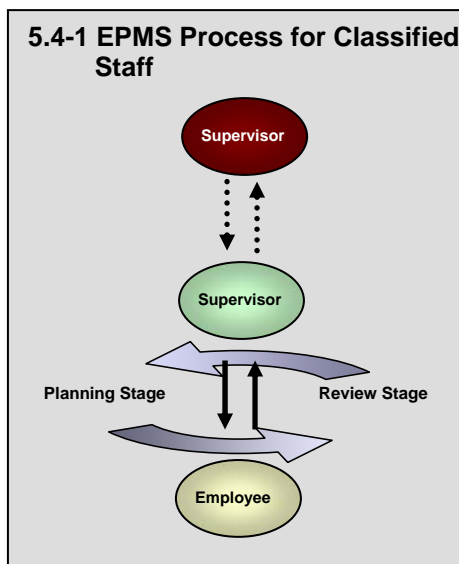 5.4-1 EPMS Process for Classified
Staff
Supervisor
Supervisor
Planning Stage
Review Stage
Employee